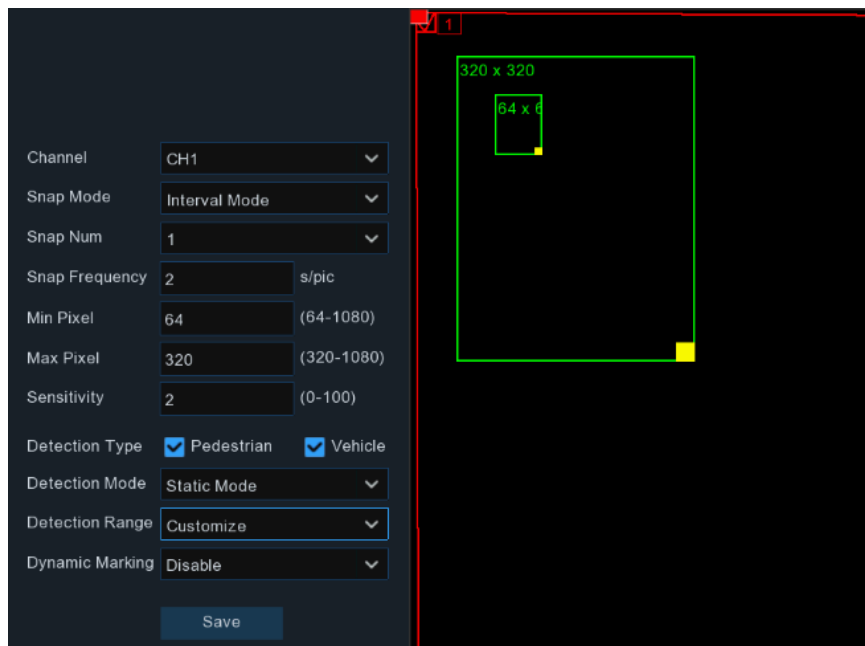 1
320 x 320
64 x 6
Channel CH1
Snap Mode Interval Mode
Snap Num 1
Snap Frequency 2 s/pic
Min Pixel 64 (64-1080)
Max Pixel 320 (320-1080)
Sensitivity 2 (0-100)
Detection Type Pedestrian Vehicle
Detection Mode Static Mode
Detection Range Customize
Dynamic Marking Disable
Save